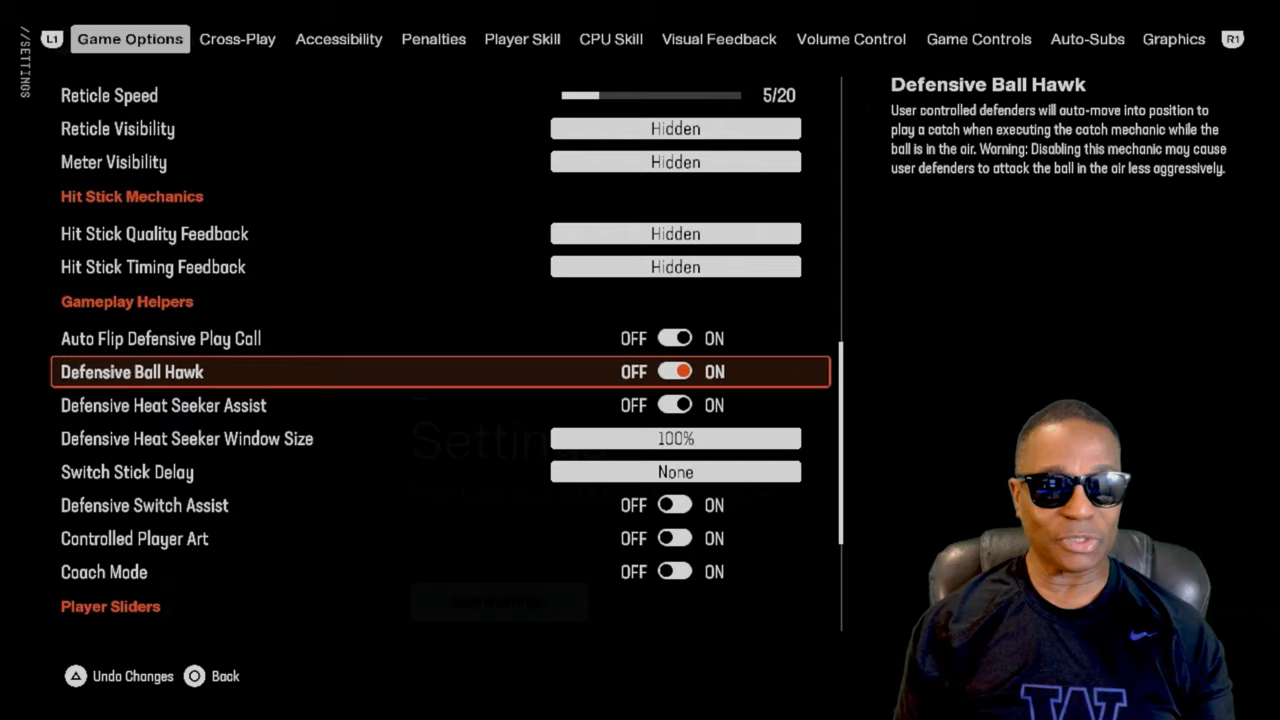 //SETTINGS
L1 Game Options Cross-Play Accessibility Penalties Player Skill CPU Skill Visual Feedback Volume Control Game Controls Auto-Subs Graphics R1
Reticle Speed 5/20
Reticle Visibility Hidden
Meter Visibility Hidden
Hit Stick Mechanics
Hit Stick Quality Feedback Hidden
Hit Stick Timing Feedback Hidden
Gameplay Helpers
Auto Flip Defensive Play Call OFF ON
Defensive Ball Hawk OFF ON
Defensive Heat Seeker Assist OFF ON
Defensive Heat Seeker Window Size 100%
Switch Stick Delay None
Defensive Switch Assist OFF ON
Controlled Player Art OFF ON
Coach Mode OFF ON
Player Sliders
Undo Changes Back
Defensive Ball Hawk
User controlled defenders will auto-move into position to
play a catch when executing the catch mechanic while the
ball is in the air. Warning: Disabling this mechanic may cause
user defenders to attack the ball in the air less aggressively.
W